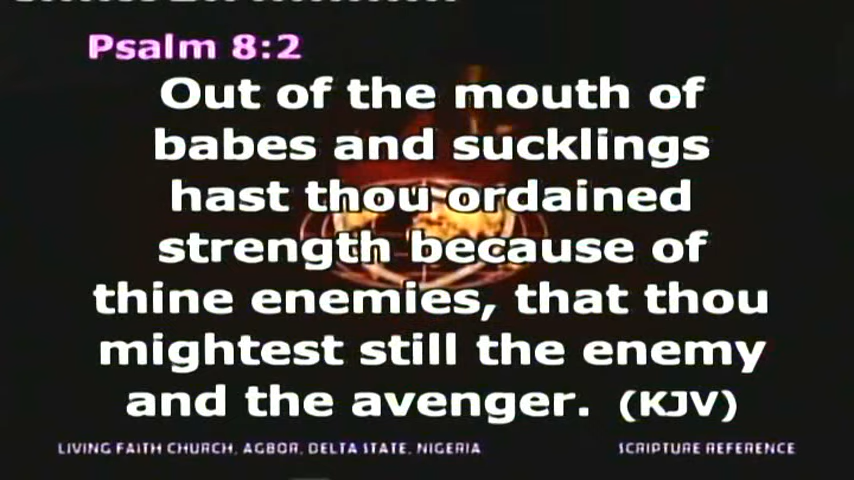 Psalm 8:2
Out of the mouth of
babes and sucklings
hast thou ordained
strength because of
thine enemies, that thou
mightest still the enemy
and the avenger. (KJV)
LIVING FAITH CHURCH, AGBOR, DELTA STATE, NIGERIA
SCRIPTURE REFERENCE